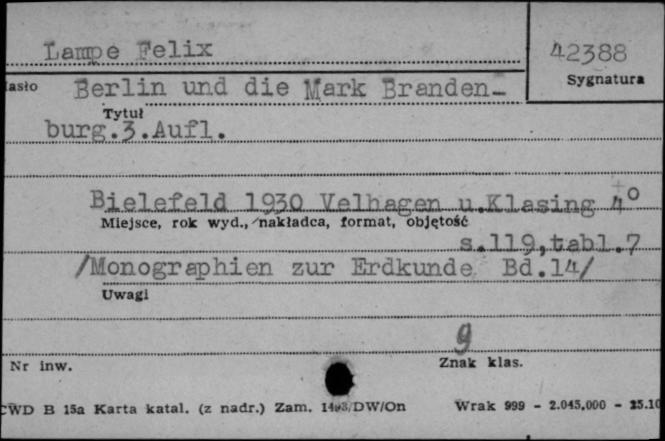 Lampe Felix
42388
Sygnatura
asło Berlin und die Mark Branden-
Tytuł
burg.3.Aufl.
Bielefeld 1930 Velhagen u.Klasing 4°
Miejsce, rok wyd., nakładca, format, objętość
s.119,tabl.7
/Monographien zur Erdkunde Bd.14/
Uwagi
g
Nr inw.
Znak klas.
CWD B 15a Karta katal. (z nadr.) Zam. /DW/On Wrak 999 - 2.045.000 -